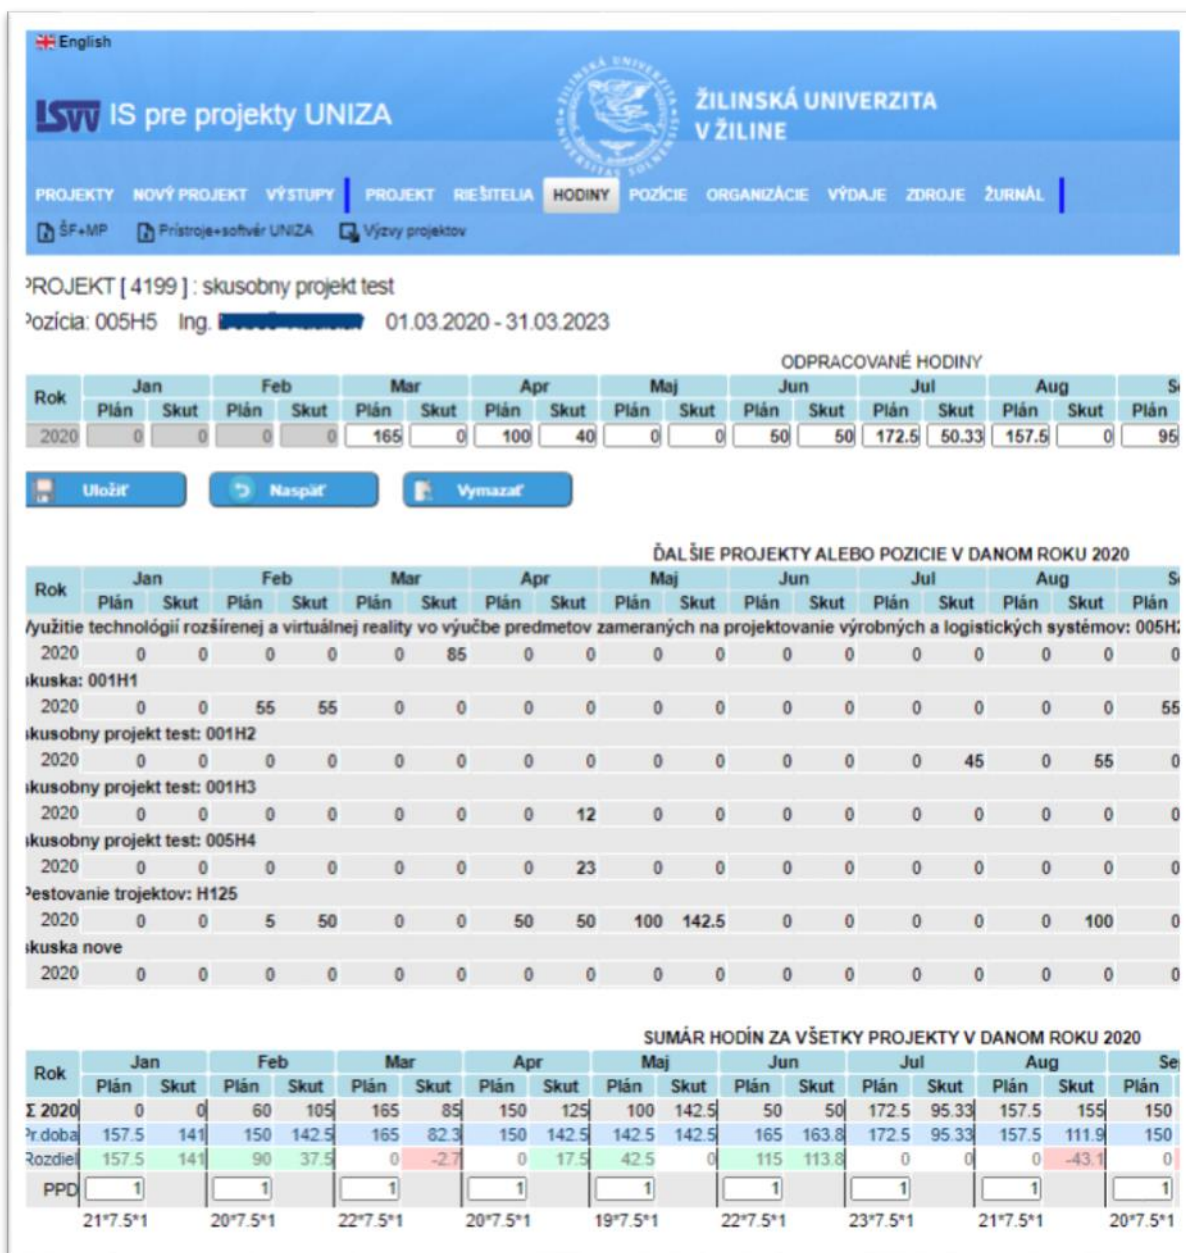 English
ISVV IS pre projekty UNIZA
ŽILINSKÁ UNIVERZITA
V ŽILINE
PROJEKTY NOVÝ PROJEKT VÝSTUPY PROJEKT RIEŠITELIA HODINY POZÍCIE ORGANIZÁCIE VÝDAJE ZDROJE ŽURNÁL
ŠF+MP Prístroje+softvér UNIZA Výzvy projektov
PROJEKT [ 4199 ] : skusobny projekt test
Pozícia: 005H5 Ing. 01.03.2020 - 31.03.2023
ODPRACOVANÉ HODINY
Rok Jan Feb Mar Apr Maj Jun Jul Aug Se
Plán Skut Plán Skut Plán Skut Plán Skut Plán Skut Plán Skut Plán Skut Plán Skut Plán
2020 0 0 0 0 165 0 100 40 0 0 50 50 172.5 50.33 157.5 0 95
Uložiť Naspäť Vymazať
ĎALŠIE PROJEKTY ALEBO POZICIE V DANOM ROKU 2020
Rok Jan Feb Mar Apr Maj Jun Jul Aug Se
Plán Skut Plán Skut Plán Skut Plán Skut Plán Skut Plán Skut Plán Skut Plán Skut Plán
Využitie technológií rozšírenej a virtuálnej reality vo výučbe predmetov zameraných na projektovanie výrobných a logistických systémov: 005H2
2020 0 0 0 0 0 85 0 0 0 0 0 0 0 0 0 0 0
skuska: 001H1
2020 0 0 55 55 0 0 0 0 0 0 0 0 0 0 0 0 55
skusobny projekt test: 001H2
2020 0 0 0 0 0 0 0 0 0 0 0 0 0 45 0 55 0
skusobny projekt test: 001H3
2020 0 0 0 0 0 0 0 12 0 0 0 0 0 0 0 0 0
skusobny projekt test: 005H4
2020 0 0 0 0 0 0 0 23 0 0 0 0 0 0 0 0 0
Pestovanie trojektov: H125
2020 0 0 5 50 0 0 50 50 100 142.5 0 0 0 0 0 100 0
skuska nove
2020 0 0 0 0 0 0 0 0 0 0 0 0 0 0 0 0 0
SUMÁR HODÍN ZA VŠETKY PROJEKTY V DANOM ROKU 2020
Rok Jan Feb Mar Apr Maj Jun Jul Aug Se
Plán Skut Plán Skut Plán Skut Plán Skut Plán Skut Plán Skut Plán Skut Plán Skut Plán
Σ 2020 0 0 60 105 165 85 150 125 100 142.5 50 50 172.5 95.33 157.5 155 150
Pr.doba 157.5 141 150 142.5 165 82.3 150 142.5 142.5 142.5 165 163.8 172.5 95.33 157.5 111.9 150
Rozdiel 157.5 141 90 37.5 0 -2.7 0 17.5 42.5 0 115 113.8 0 0 0 -43.1 0
PPD 1 1 1 1 1 1 1 1 1
21*7.5*1 20*7.5*1 22*7.5*1 20*7.5*1 19*7.5*1 22*7.5*1 23*7.5*1 21*7.5*1 20*7.5*1